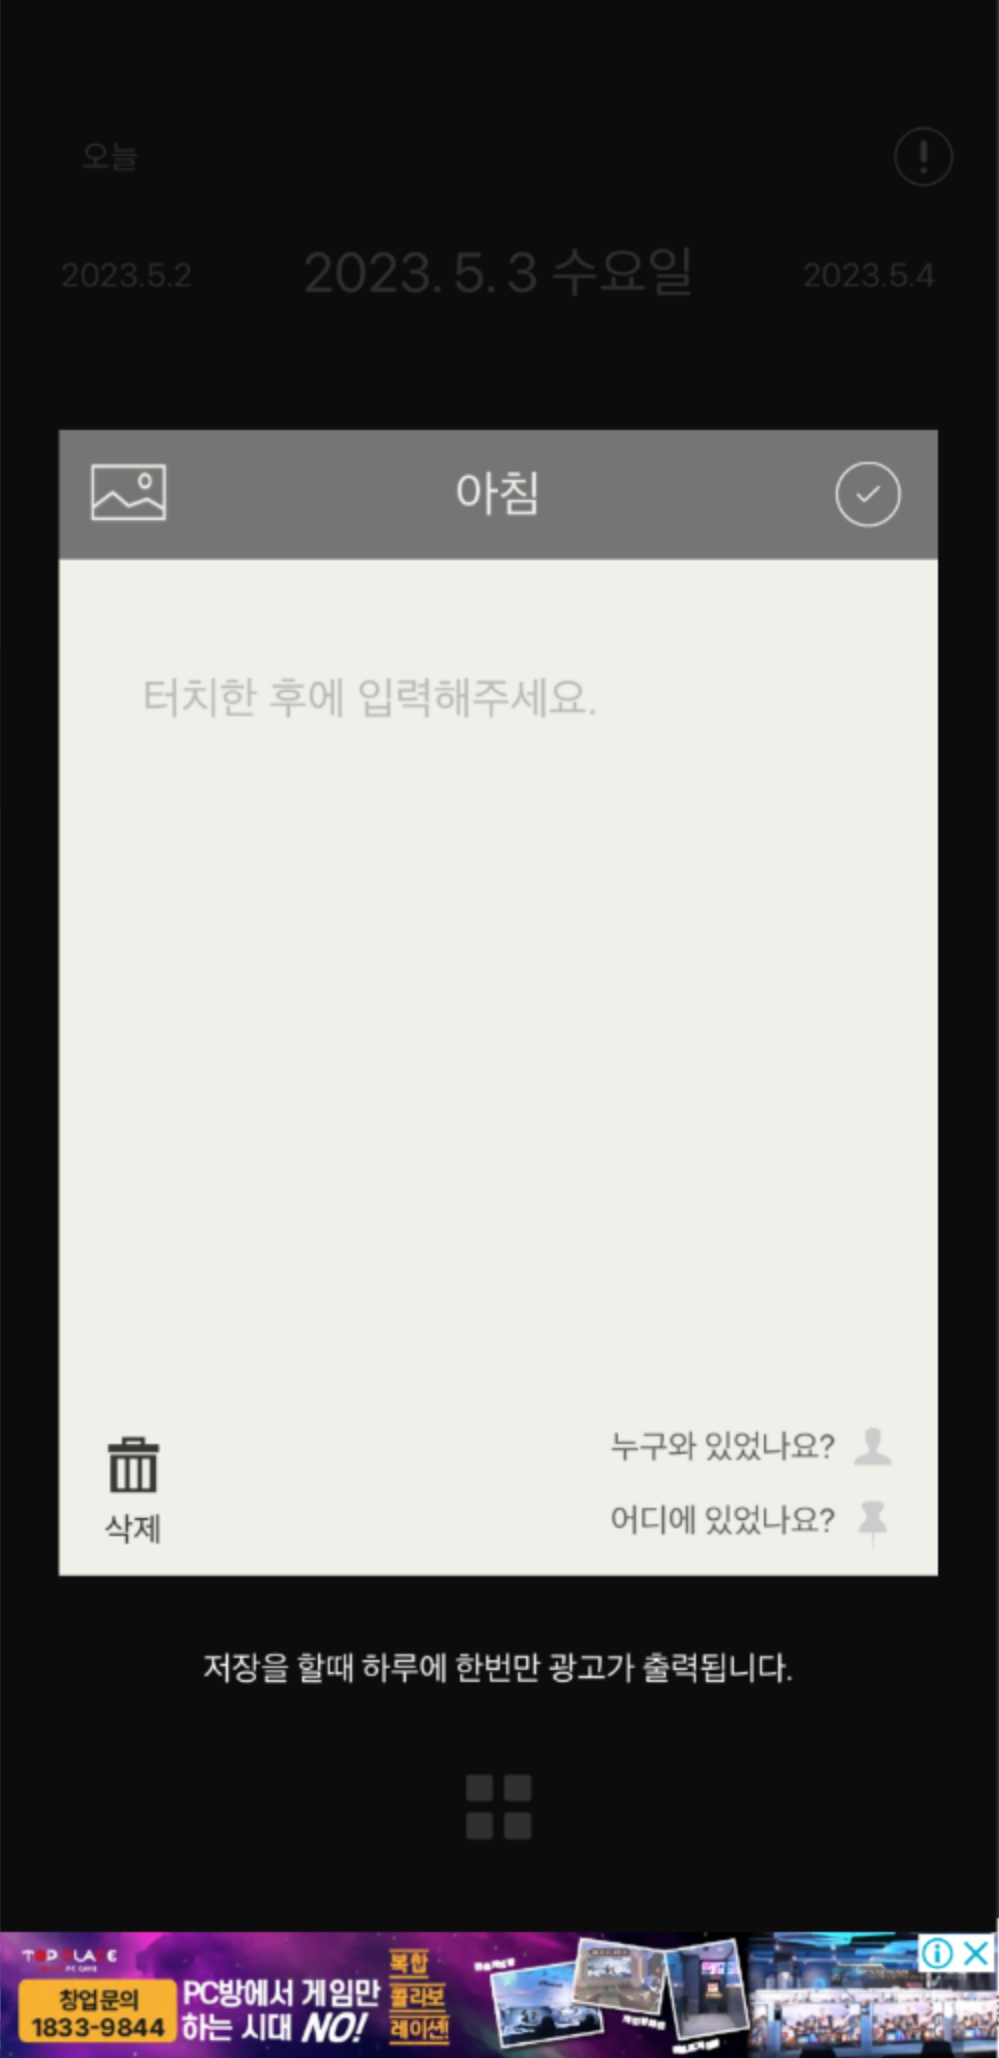 오늘
2023.5.2
2023. 5. 3 수요일
2023.5.4
아침
터치한 후에 입력해주세요.
누구와 있었나요?
어디에 있었나요?
삭제
저장을 할때 하루에 한번만 광고가 출력됩니다.
PC CAFE
창업문의
1833-9844
PC방에서 게임만
하는 시대 NO!
복합
콜라보
레이션!